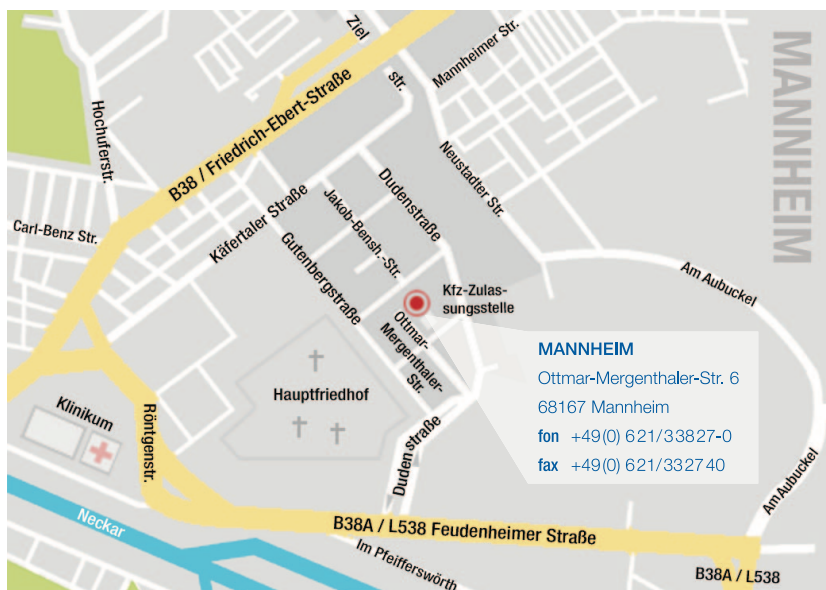 Ziel
str.
Mannheimer Str.
MANNHEIM
Hochuferstr.
B38 / Friedrich-Ebert-Straße
Neustadter Str.
Dudenstraße
Jakob-Bensh.-Str.
Käfertaler Straße
Carl-Benz Str.
Gutenbergstraße
Am Aubuckel
Kfz-Zulas-
sungsstelle
Ottmar-
Mergenthaler-
Str.
MANNHEIM
Ottmar-Mergenthaler-Str. 6
68167 Mannheim
fon +49(0) 621/33827-0
fax +49(0) 621/332740
Hauptfriedhof
Klinikum
Röntgenstr.
Duden straße
Am Aubuckel
Neckar
B38A / L538 Feudenheimer Straße
Im Pfeifferswörth
B38A / L538